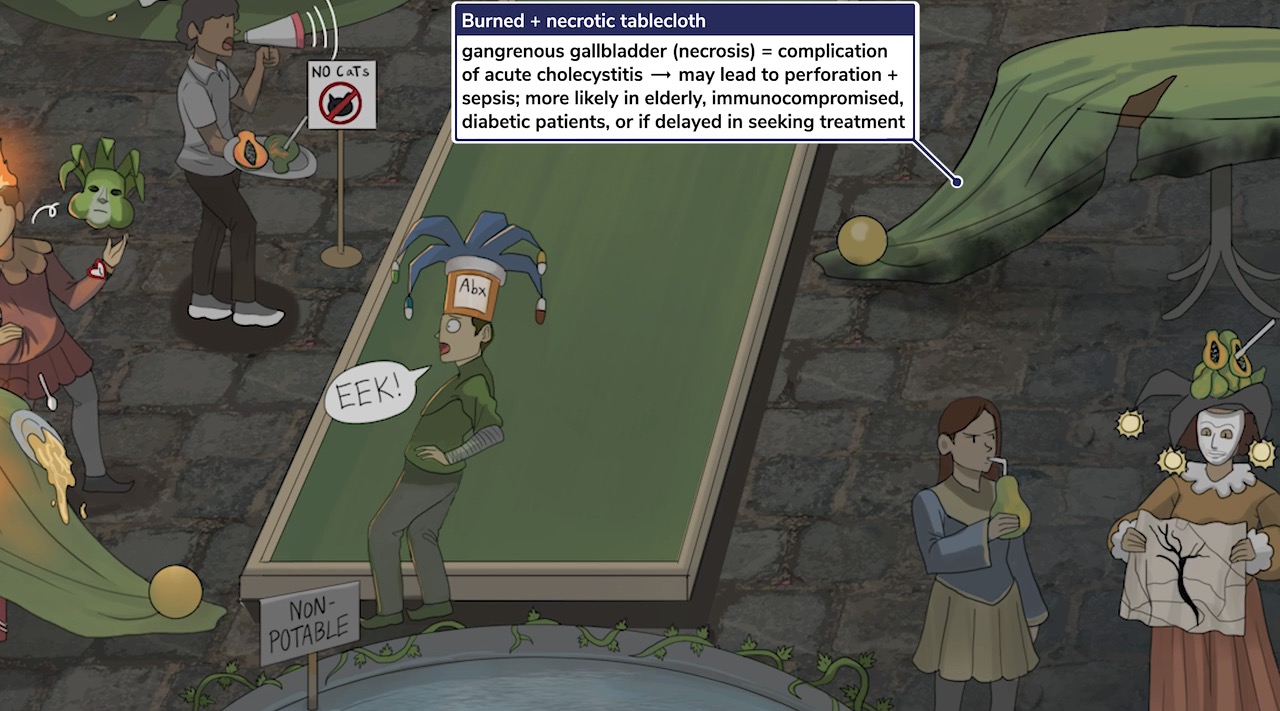 Burned + necrotic tablecloth
gangrenous gallbladder (necrosis) = complication
of acute cholecystitis → may lead to perforation +
sepsis; more likely in elderly, immunocompromised,
diabetic patients, or if delayed in seeking treatment
NO CaTs
Abx
EEK!
NON-
POTABLE